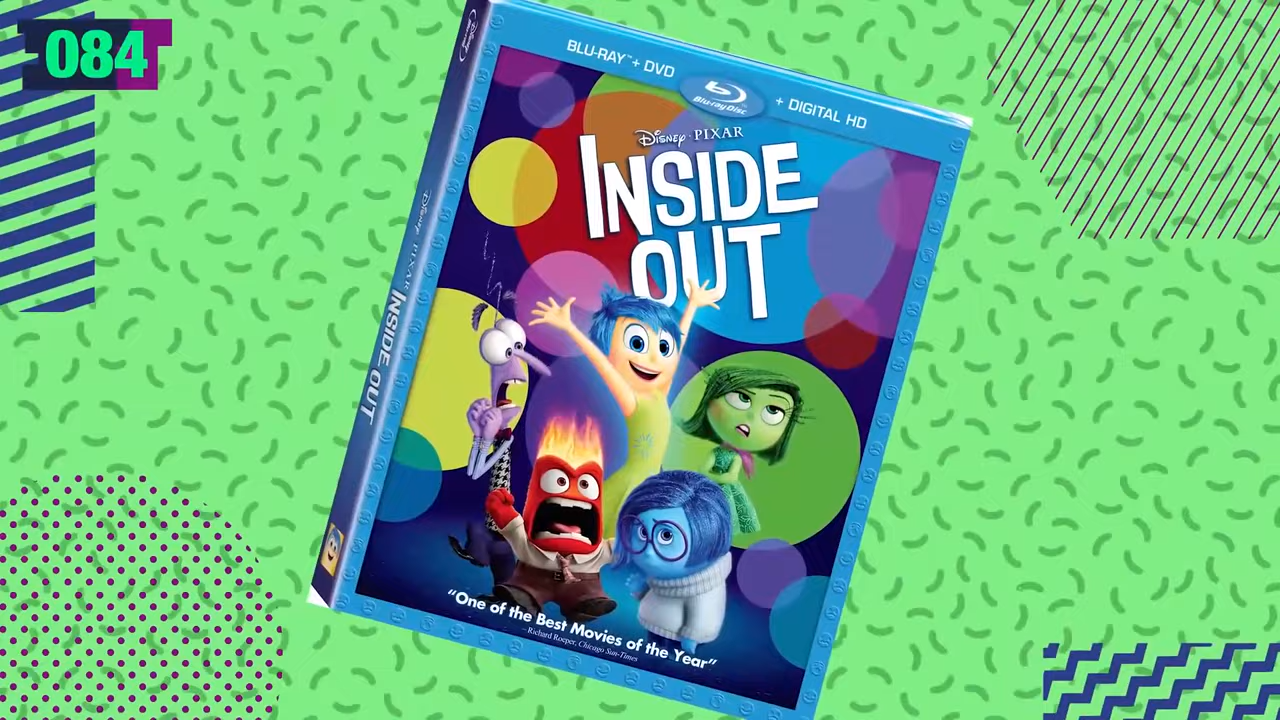 084
BLU-RAY™ + DVD
Blu-ray Disc
+ DIGITAL HD
Disney · PIXAR
INSIDE
OUT
Disney · PIXAR INSIDE OUT
"One of the Best Movies of the Year"
– Richard Roeper, Chicago Sun-Times